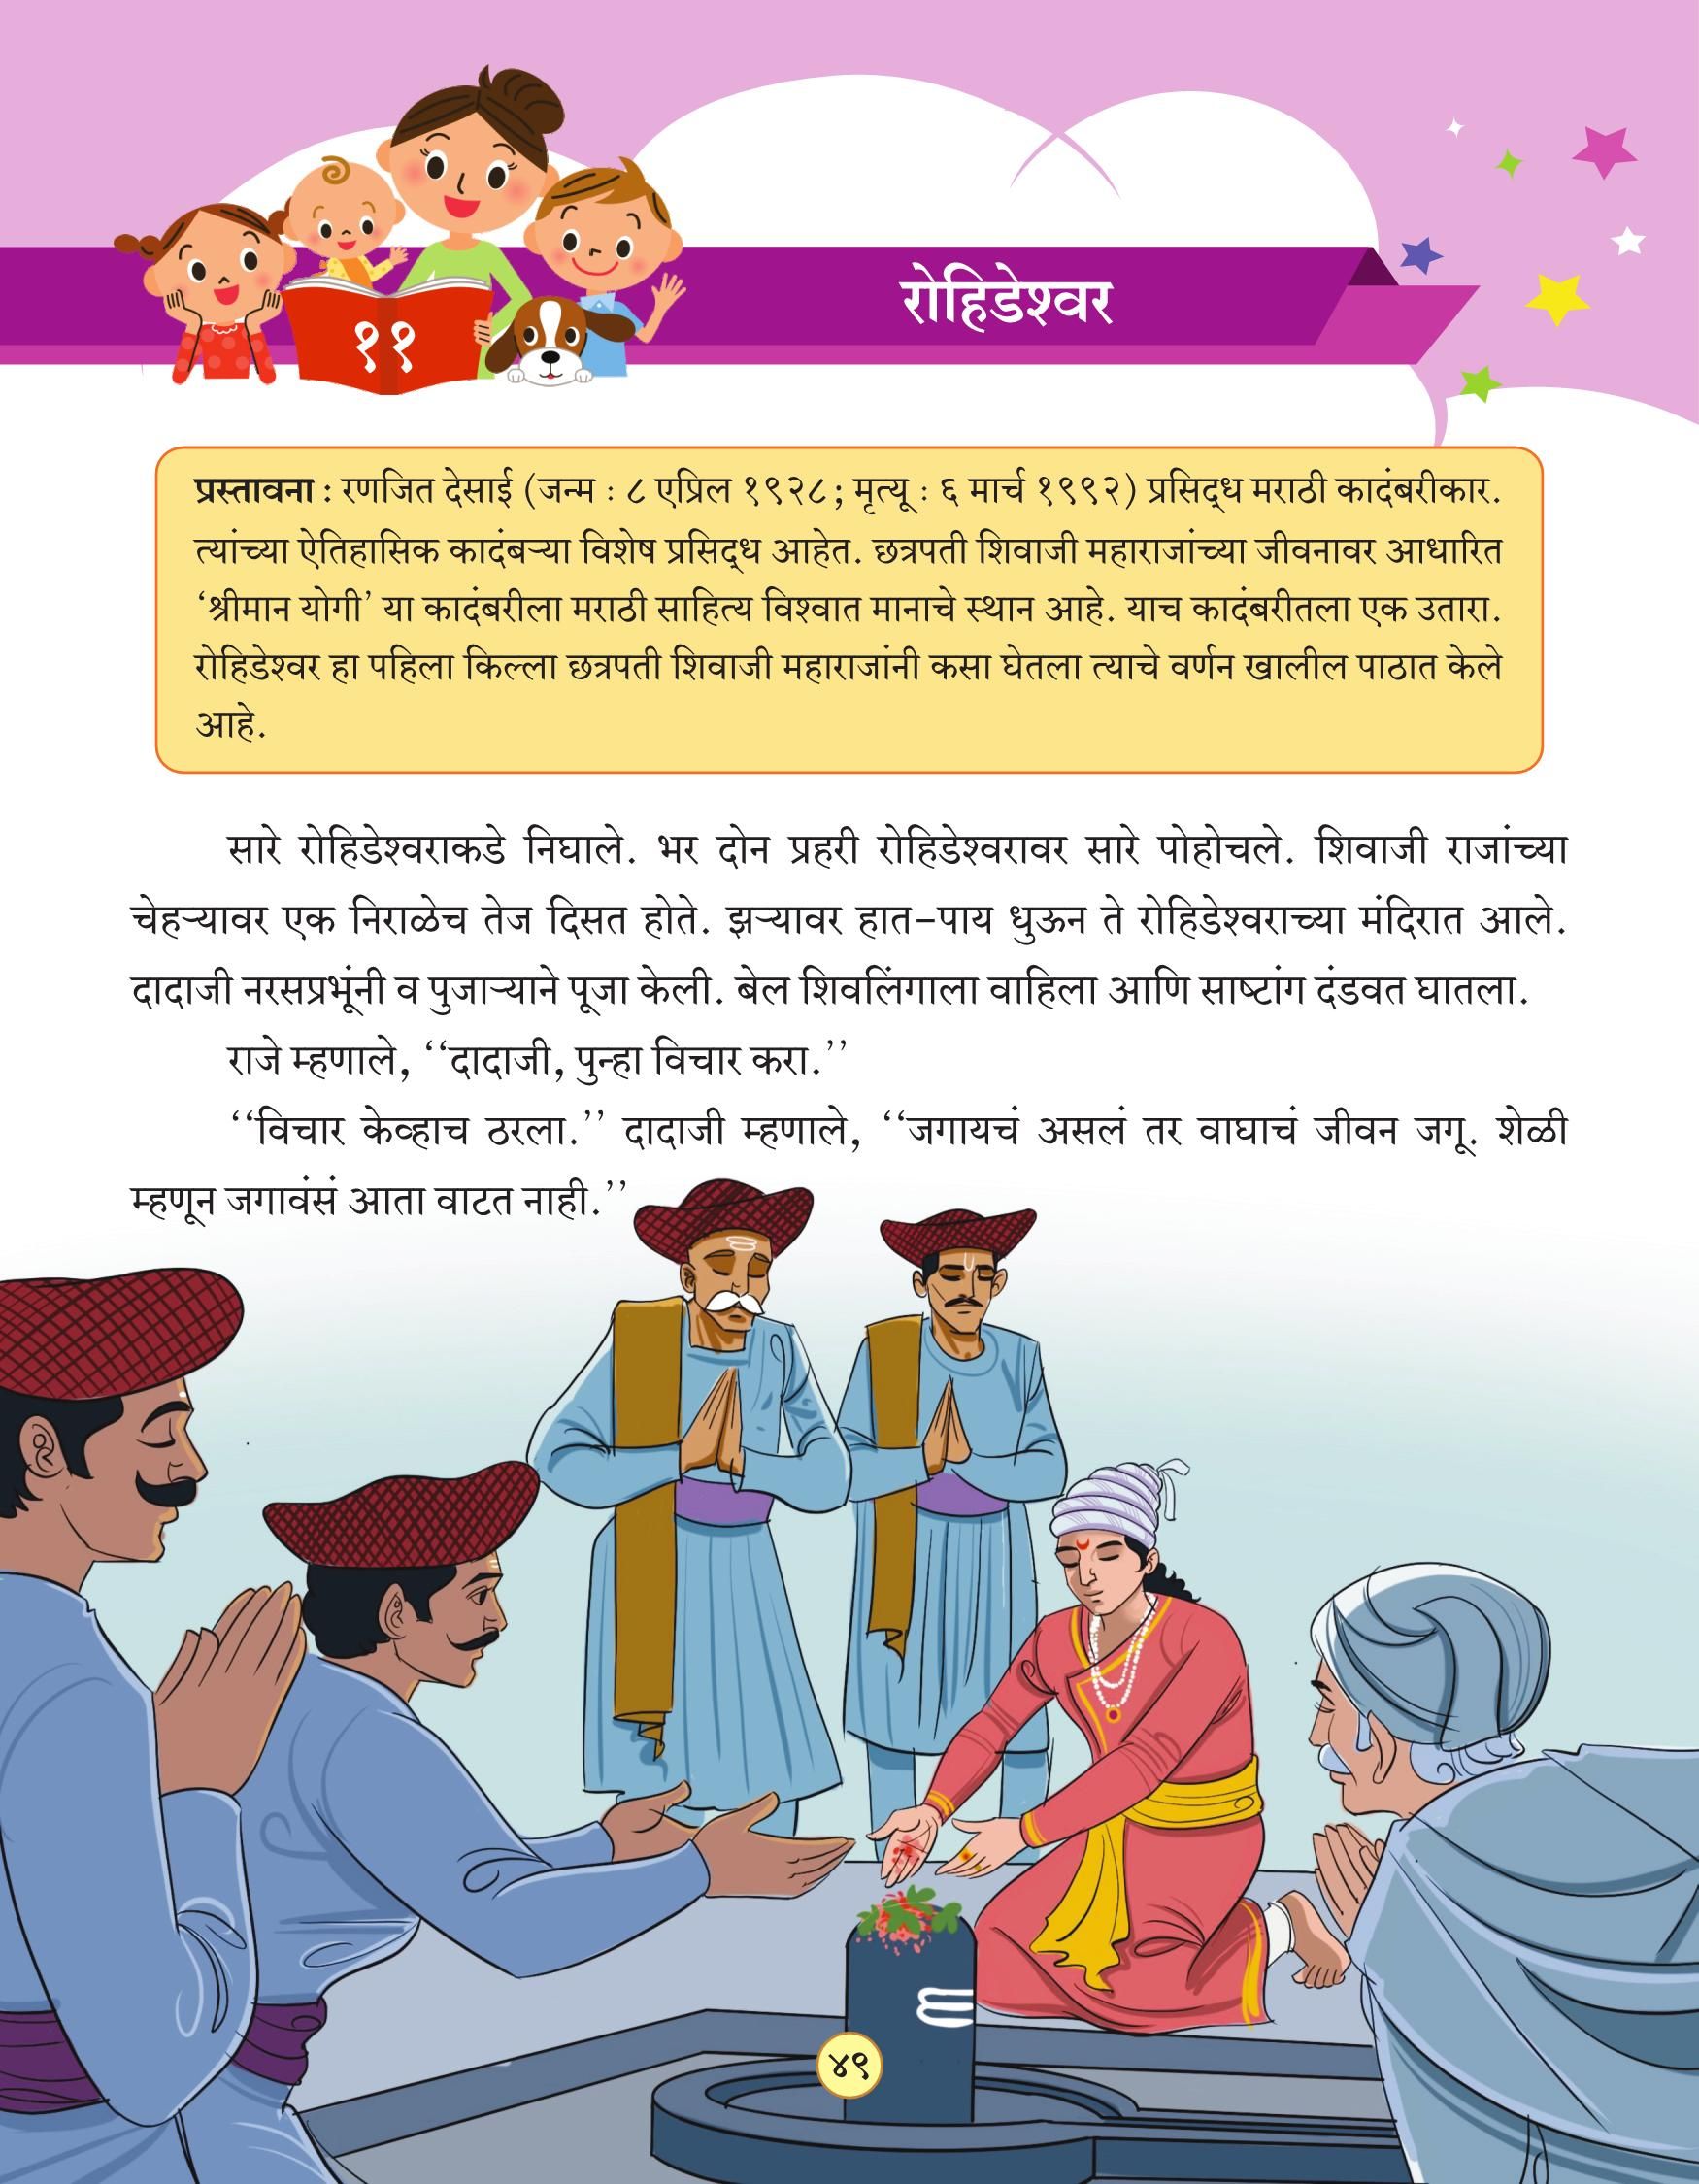 रोहिडेश्वर
११
प्रस्तावना : रणजित देसाई (जन्म : ८ एप्रिल १९२८; मृत्यू : ६ मार्च १९९२) प्रसिद्ध मराठी कादंबरीकार.
त्यांच्या ऐतिहासिक कादंबऱ्या विशेष प्रसिद्ध आहेत. छत्रपती शिवाजी महाराजांच्या जीवनावर आधारित
‘श्रीमान योगी’ या कादंबरीला मराठी साहित्य विश्वात मानाचे स्थान आहे. याच कादंबरीतला एक उतारा.
रोहिडेश्वर हा पहिला किल्ला छत्रपती शिवाजी महाराजांनी कसा घेतला त्याचे वर्णन खालील पाठात केले
आहे.
सारे रोहिडेश्वराकडे निघाले. भर दोन प्रहरी रोहिडेश्वरावर सारे पोहोचले. शिवाजी राजांच्या
चेहऱ्यावर एक निराळेच तेज दिसत होते. झऱ्यावर हात-पाय धुऊन ते रोहिडेश्वराच्या मंदिरात आले.
दादाजी नरसप्रभूंनी व पुजाऱ्याने पूजा केली. बेल शिवलिंगाला वाहिला आणि साष्टांग दंडवत घातला.
राजे म्हणाले, ‘‘दादाजी, पुन्हा विचार करा.’’
‘‘विचार केव्हाच ठरला.’’ दादाजी म्हणाले, ‘‘जगायचं असलं तर वाघाचं जीवन जगू. शेळी
म्हणून जगावंसं आता वाटत नाही.’’
४९